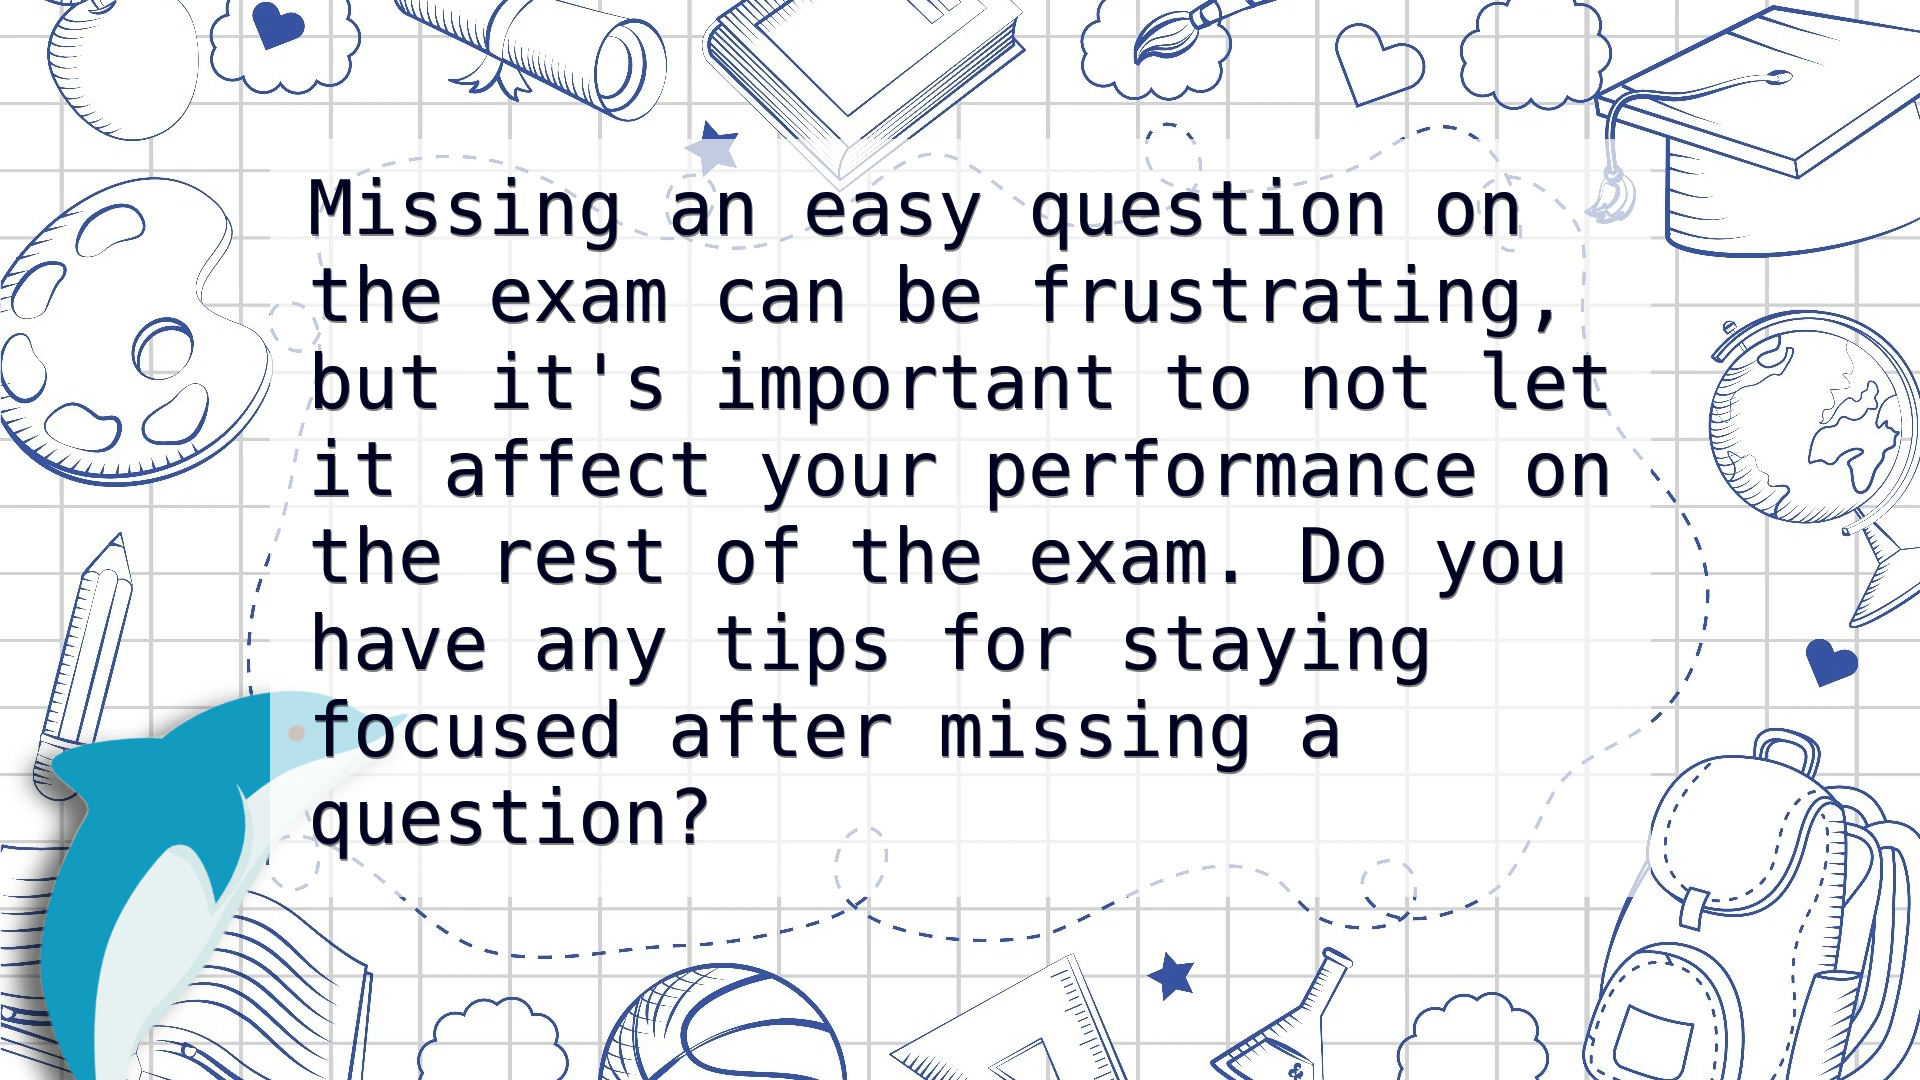 Missing an easy question on
the exam can be frustrating,
but it's important to not let
it affect your performance on
the rest of the exam. Do you
have any tips for staying
focused after missing a
question?